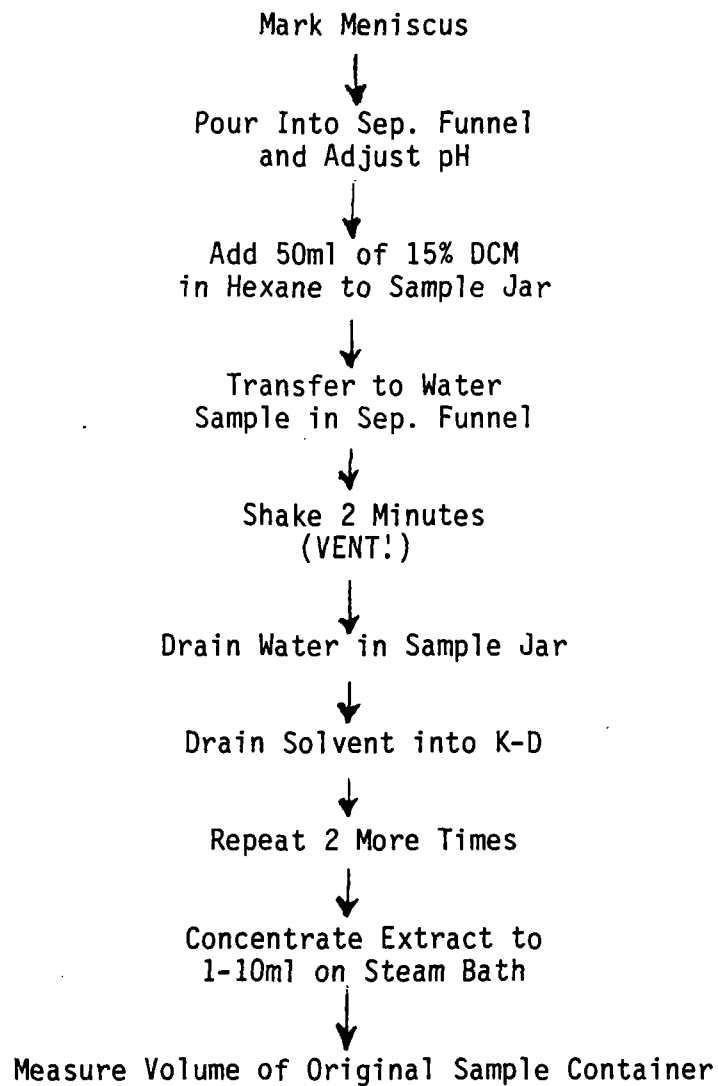 Mark Meniscus
Pour Into Sep. Funnel
and Adjust pH
Add 50ml of 15% DCM
in Hexane to Sample Jar
Transfer to Water
Sample in Sep. Funnel
Shake 2 Minutes
(VENT!)
Drain Water in Sample Jar
Drain Solvent into K-D
Repeat 2 More Times
Concentrate Extract to
1-10ml on Steam Bath
Measure Volume of Original Sample Container